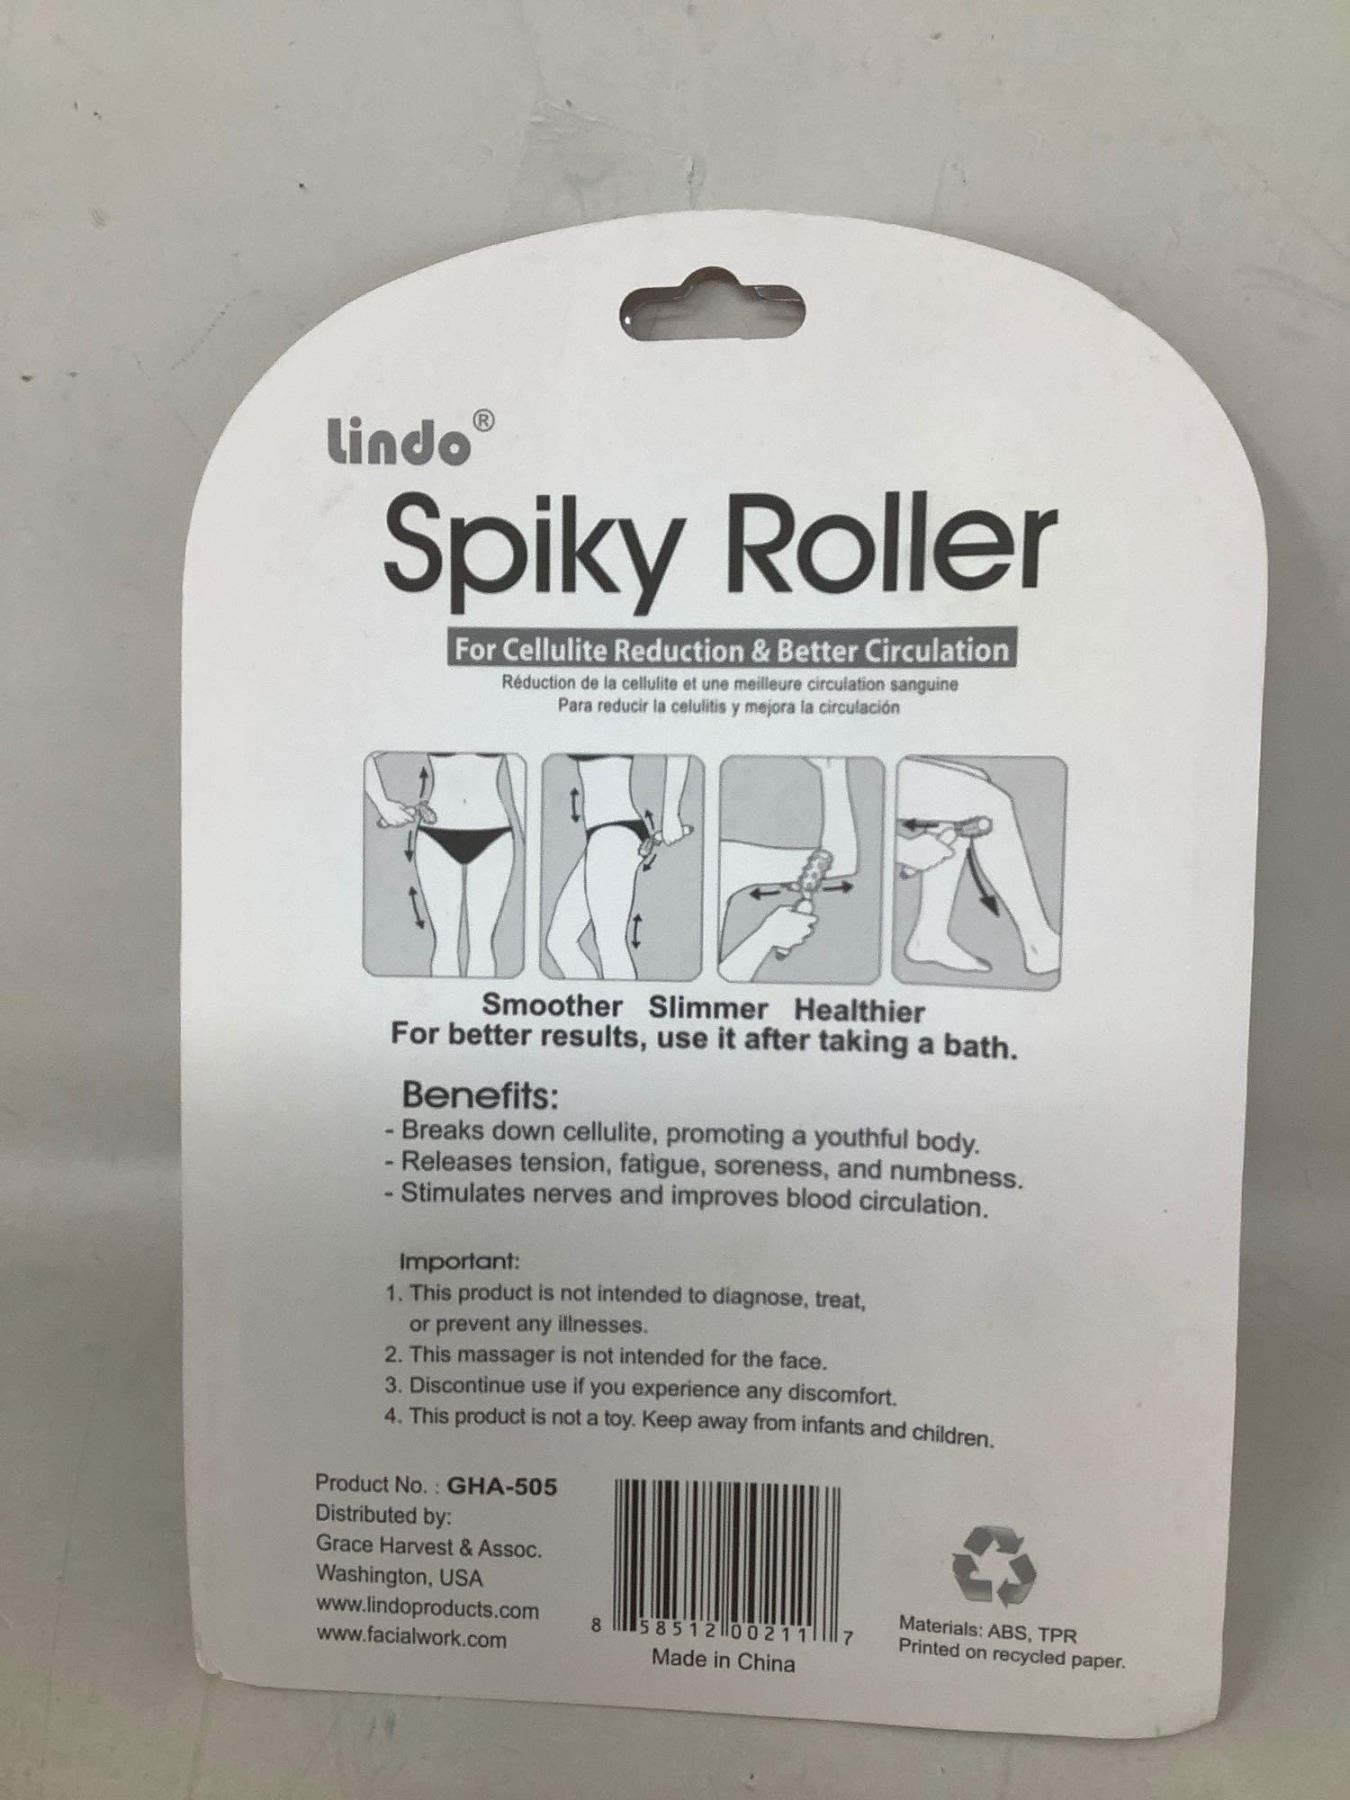 Lindo®
Spiky Roller
For Cellulite Reduction & Better Circulation
Réduction de la cellulite et une meilleure circulation sanguine
Para reducir la celulitis y mejora la circulación
Smoother Slimmer Healthier
For better results, use it after taking a bath.
Benefits:
- Breaks down cellulite, promoting a youthful body.
- Releases tension, fatigue, soreness, and numbness.
- Stimulates nerves and improves blood circulation.
Important:
1. This product is not intended to diagnose, treat,
or prevent any illnesses.
2. This massager is not intended for the face.
3. Discontinue use if you experience any discomfort.
4. This product is not a toy. Keep away from infants and children.
Product No. : GHA-505
Distributed by:
Grace Harvest & Assoc.
Washington, USA
www.lindoproducts.com
www.facialwork.com
8 58512 00211 7
Made in China
Materials: ABS, TPR
Printed on recycled paper.